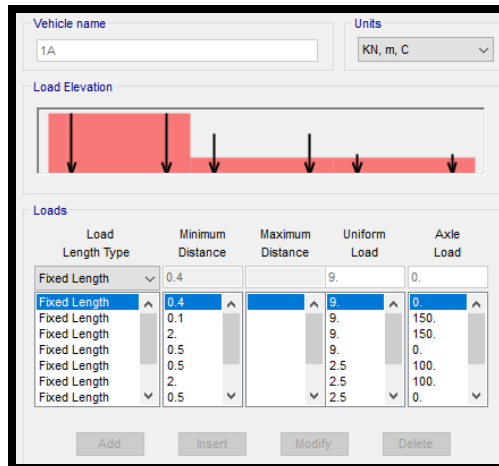 Vehicle name
Units
1A
KN, m, C
Load Elevation
Loads
Load Length Type Minimum Distance Maximum Distance Uniform Load Axle Load
Fixed Length 0.4 9. 0.
Fixed Length 0.4 9. 0.
Fixed Length 0.1 9. 150.
Fixed Length 2. 9. 150.
Fixed Length 0.5 9. 0.
Fixed Length 0.5 2.5 100.
Fixed Length 2. 2.5 100.
Fixed Length 0.5 2.5 0.
Add Insert Modify Delete